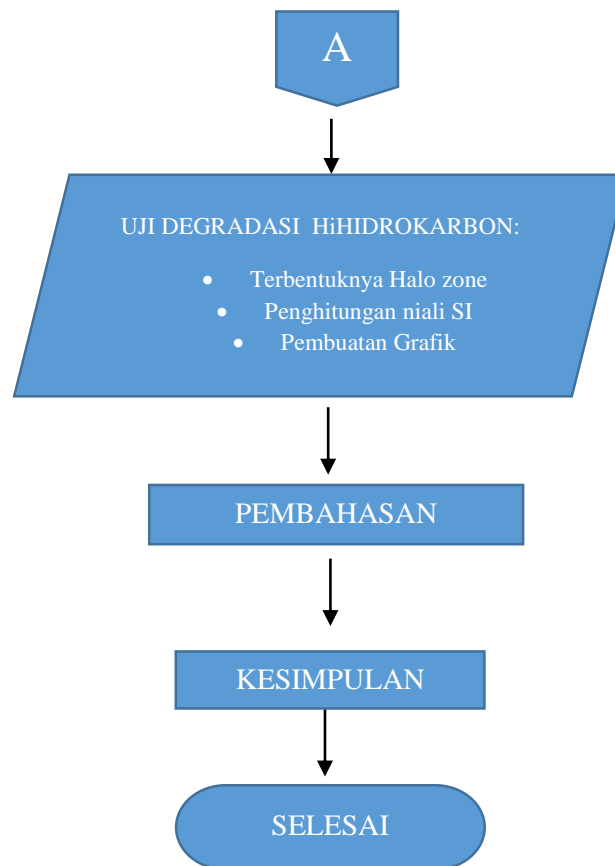 A
UJI DEGRADASI  HiHIDROKARBON:
• Terbentuknya Halo zone
• Penghitungan niali SI
• Pembuatan Grafik
PEMBAHASAN
KESIMPULAN
SELESAI